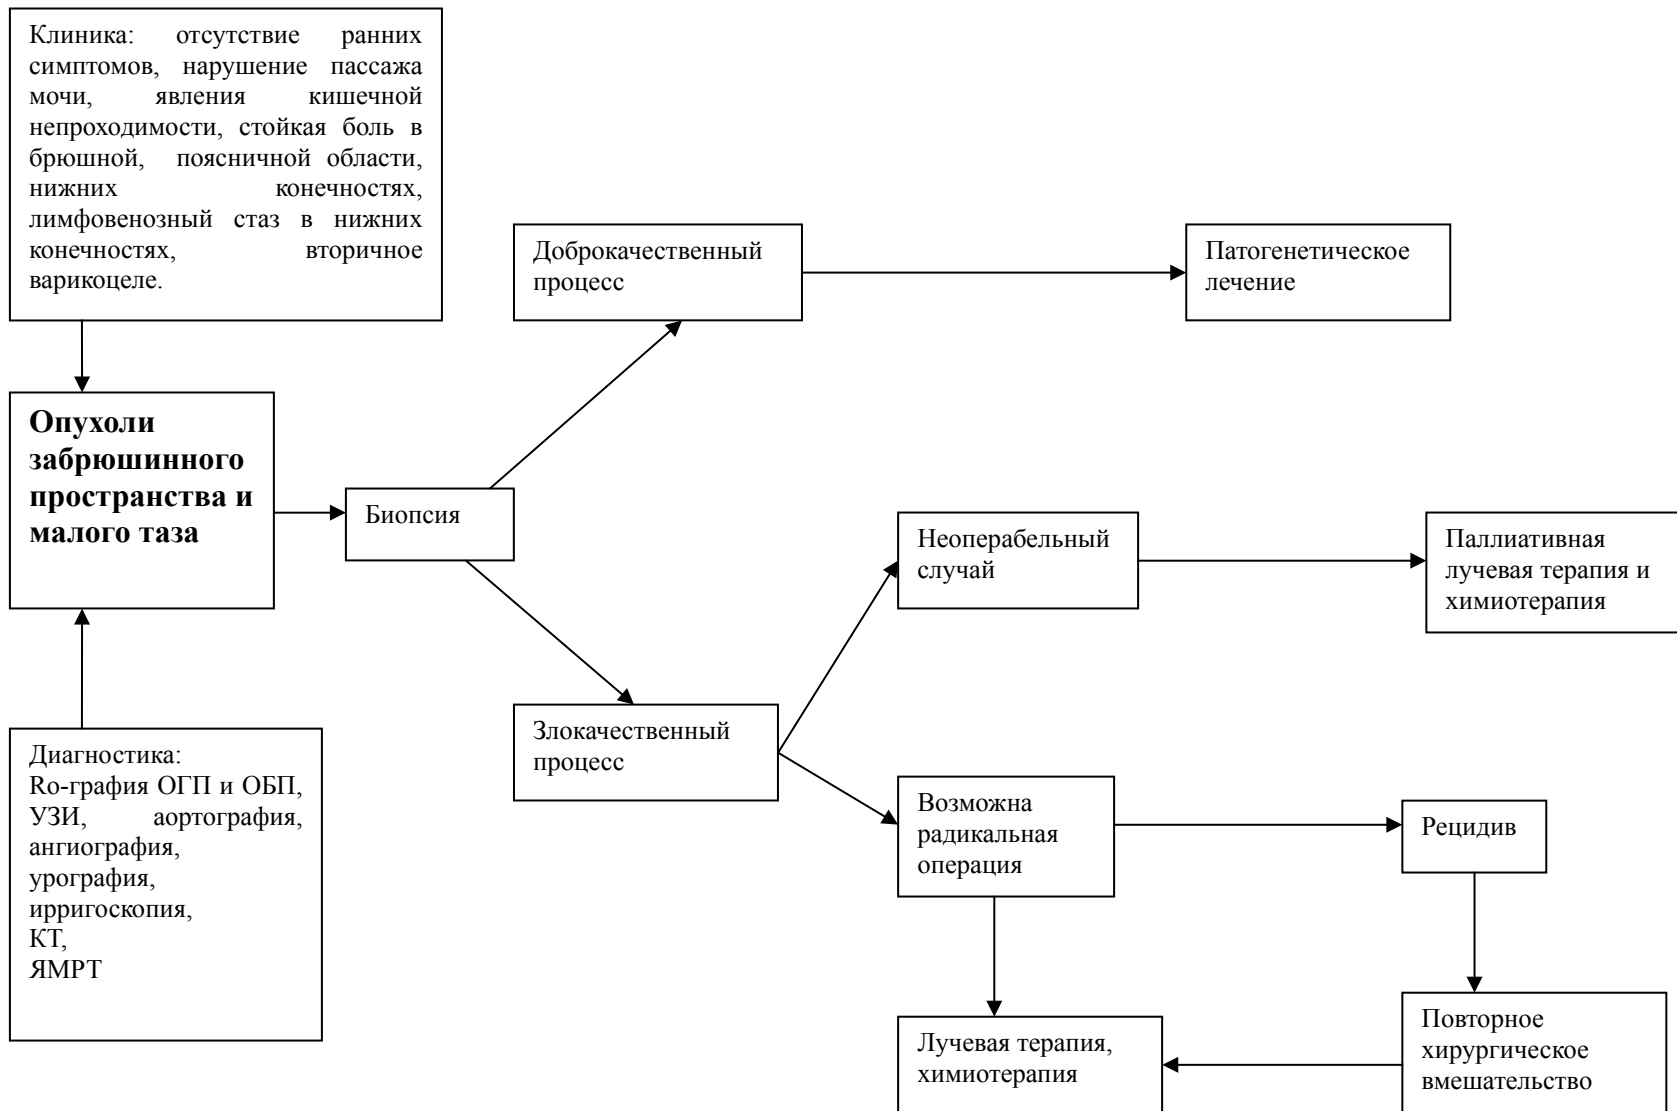 Клиника: отсутствие ранних
симптомов, нарушение пассажа
мочи, явления кишечной
непроходимости, стойкая боль в
брюшной, поясничной области,
нижних конечностях,
лимфовенозный стаз в нижних
конечностях, вторичное
варикоцеле.
Доброкачественный
процесс
Патогенетическое
лечение
Опухоли
забрюшинного
пространства и
малого таза
Биопсия
Неоперабельный
случай
Паллиативная
лучевая терапия и
химиотерапия
Злокачественный
процесс
Диагностика:
Ro-графия ОГП и ОБП,
УЗИ, аортография,
ангиография,
урография,
ирригоскопия,
КТ,
ЯМРТ
Возможна
радикальная
операция
Рецидив
Лучевая терапия,
химиотерапия
Повторное
хирургическое
вмешательство